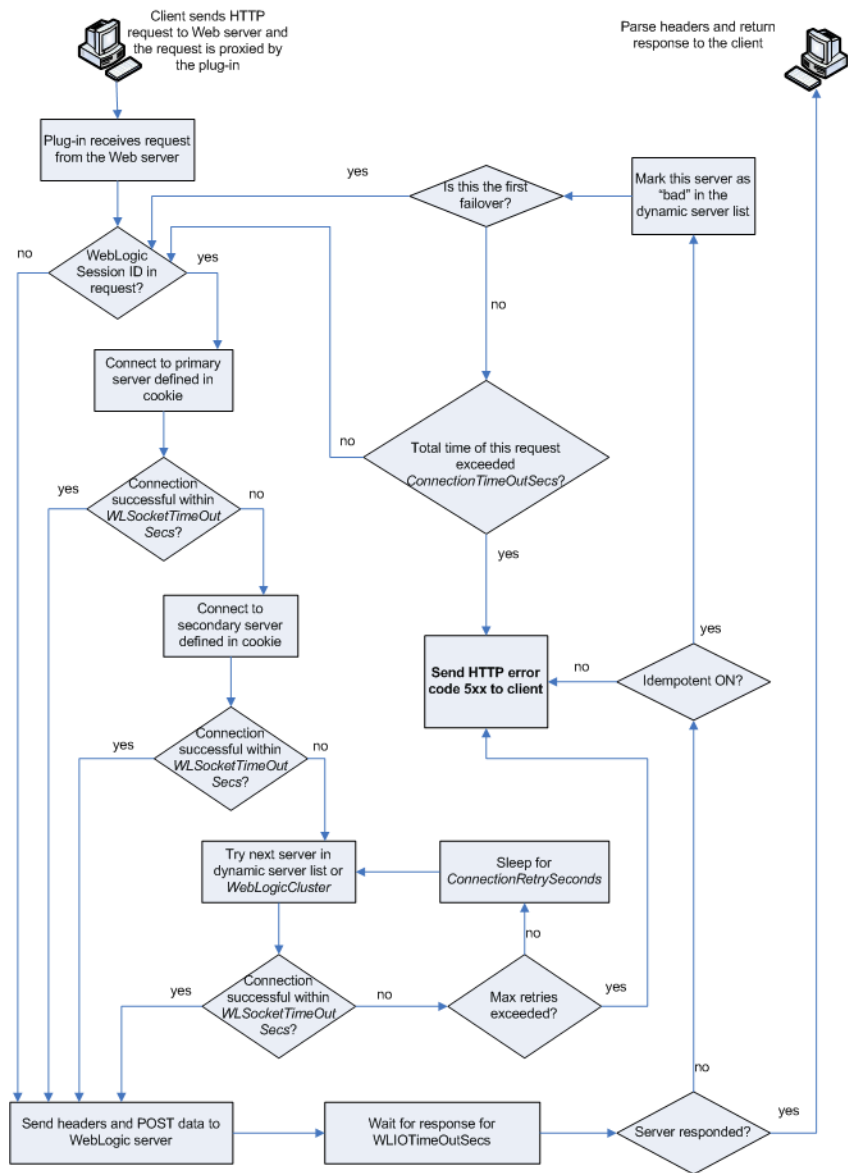 Client sends HTTP
request to Web server and
the request is proxied by
the plug-in
Parse headers and return
response to the client
Plug-in receives request
from the Web server
yes
Is this the first
failover?
Mark this server as
“bad” in the
dynamic server list
no
WebLogic
Session ID in
request?
yes
no
Connect to primary
server defined in
cookie
no
Total time of this request
exceeded
ConnectionTimeOutSecs?
yes
Connection
successful within
WLSocketTimeOut
Secs?
no
yes
Connect to
secondary server
defined in cookie
Send HTTP error
code 5xx to client
no
Idempotent ON?
yes
yes
Connection
successful within
WLSocketTimeOut
Secs?
no
Try next server in
dynamic server list or
WebLogicCluster
Sleep for
ConnectionRetrySeconds
no
yes
Connection
successful within
WLSocketTimeOut
Secs?
no
Max retries
exceeded?
yes
no
Send headers and POST data to
WebLogic server
Wait for response for
WLIOTimeOutSecs
Server responded?
yes